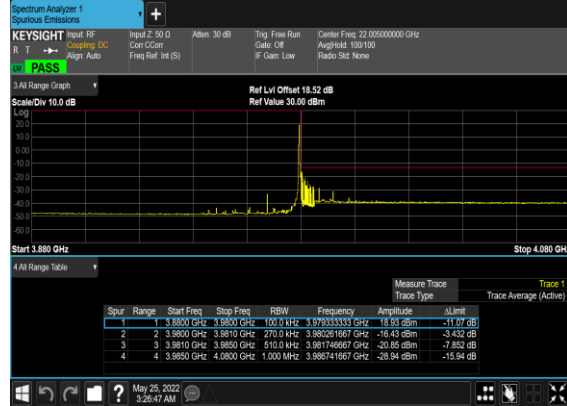 Spectrum Analyzer 1
Spurious Emissions
+
KEYSIGHT Input: RF Input Z: 50 Ω Atten: 30 dB Trig: Free Run Center Freq: 22.005000000 GHz
R T Coupling: DC Corr CCorr Gate: Off Avg|Hold: 100/100
Align: Auto Freq Ref: Int (S) IF Gain: Low Radio Std: None
PASS
3 All Range Graph
Ref Lvl Offset 18.52 dB
Scale/Div 10.0 dB Ref Value 30.00 dBm
Log
20.0
10.0
0.00
-10.0
-20.0
-30.0
-40.0
-50.0
-60.0
Start 3.880 GHz Stop 4.080 GHz
4 All Range Table
Measure Trace Trace 1
Trace Type Trace Average (Active)
Spur Range Start Freq Stop Freq RBW Frequency Amplitude ΔLimit
1 1 3.8800 GHz 3.9800 GHz 100.0 kHz 3.979333333 GHz 18.93 dBm -11.07 dB
2 2 3.9800 GHz 3.9810 GHz 270.0 kHz 3.980261667 GHz -16.43 dBm -3.432 dB
3 3 3.9810 GHz 3.9850 GHz 510.0 kHz 3.981746667 GHz -20.85 dBm -7.852 dB
4 4 3.9850 GHz 4.0800 GHz 1.000 MHz 3.986741667 GHz -28.94 dBm -15.94 dB
? May 25, 2022
3:26:47 AM